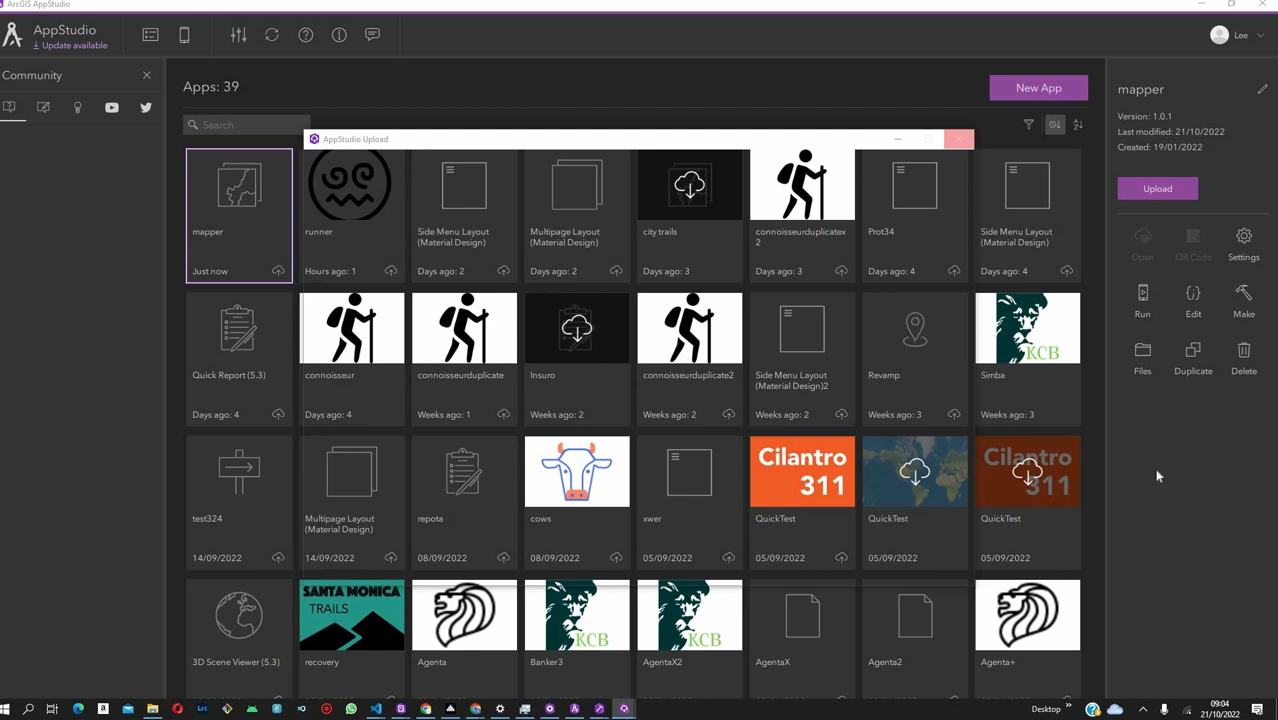 ArcGIS AppStudio
AppStudio
Update available
Lee
Community
Apps: 39
New App
Search
AppStudio Upload
mapper
Just now
runner
Hours ago: 1
Side Menu Layout
(Material Design)
Days ago: 2
Multipage Layout
(Material Design)
Days ago: 2
city trails
Days ago: 3
connoisseurduplicatex
2
Days ago: 3
Prot34
Days ago: 4
Side Menu Layout
(Material Design)
Days ago: 4
Quick Report (5.3)
Days ago: 4
connoisseur
Days ago: 4
connoisseurduplicate
Weeks ago: 1
Insuro
Weeks ago: 2
connoisseurduplicate2
Weeks ago: 2
Side Menu Layout
(Material Design)2
Weeks ago: 2
Revamp
Weeks ago: 3
KCB
Simba
Weeks ago: 3
test324
14/09/2022
Multipage Layout
(Material Design)
14/09/2022
repota
08/09/2022
cows
08/09/2022
xwer
05/09/2022
Cilantro
311
QuickTest
05/09/2022
QuickTest
05/09/2022
Cilantro
311
QuickTest
05/09/2022
3D Scene Viewer (5.3)
SANTA MONICA
TRAILS
recovery
Agenta
KCB
Banker3
KCB
AgentaX2
AgentaX
Agenta2
Agenta+
mapper
Version: 1.0.1
Last modified: 21/10/2022
Created: 19/01/2022
Upload
Open
QR Code
Settings
Run
Edit
Make
Files
Duplicate
Delete
Lrc
Desktop
09:04
21/10/2022